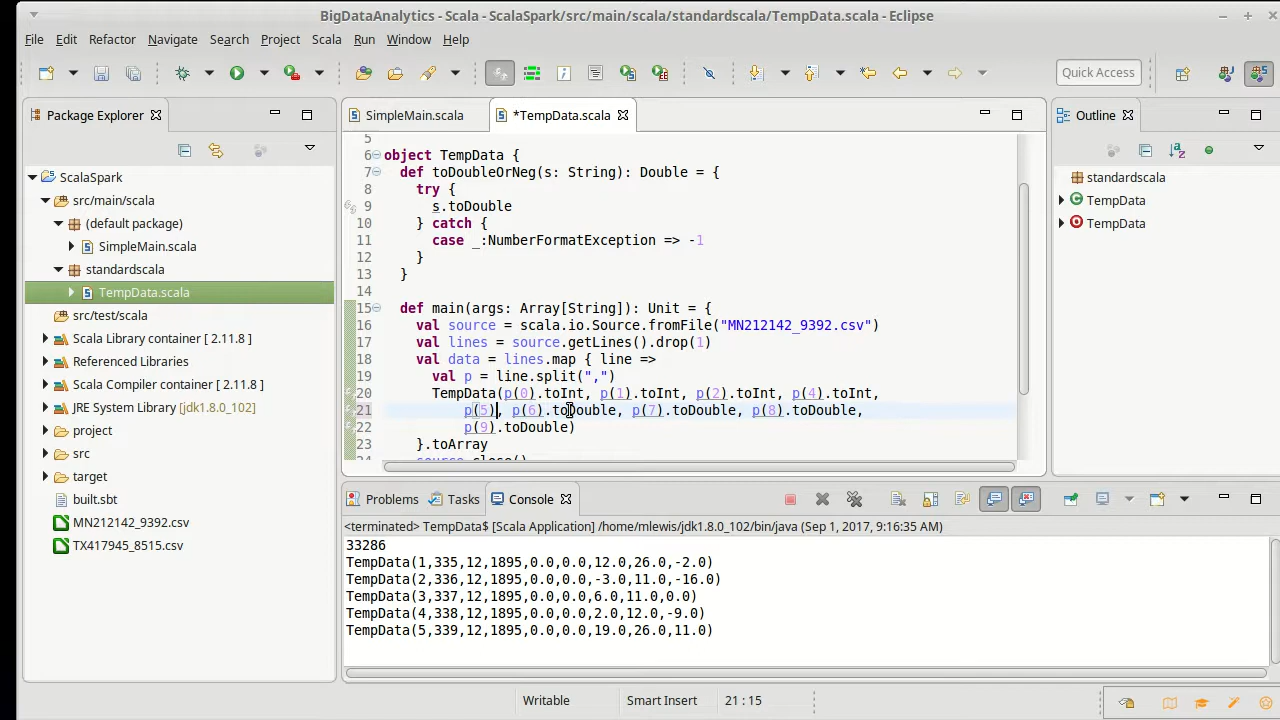 BigDataAnalytics - Scala - ScalaSpark/src/main/scala/standardscala/TempData.scala - Eclipse
File Edit Refactor Navigate Search Project Scala Run Window Help
Quick Access
Package Explorer
ScalaSpark
src/main/scala
(default package)
SimpleMain.scala
standardscala
TempData.scala
src/test/scala
Scala Library container [ 2.11.8 ]
Referenced Libraries
Scala Compiler container [ 2.11.8 ]
JRE System Library [jdk1.8.0_102]
project
src
target
built.sbt
MN212142_9392.csv
TX417945_8515.csv
SimpleMain.scala *TempData.scala
5
6 object TempData {
7 def toDoubleOrNeg(s: String): Double = {
8 try {
9 s.toDouble
10 } catch {
11 case _:NumberFormatException => -1
12 }
13 }
14
15 def main(args: Array[String]): Unit = {
16 val source = scala.io.Source.fromFile("MN212142_9392.csv")
17 val lines = source.getLines().drop(1)
18 val data = lines.map { line =>
19 val p = line.split(",")
20 TempData(p(0).toInt, p(1).toInt, p(2).toInt, p(4).toInt,
21 p(5), p(6).toDouble, p(7).toDouble, p(8).toDouble,
22 p(9).toDouble)
23 }.toArray
source.close()
Outline
standardscala
TempData
TempData
Problems Tasks Console
<terminated> TempData$ [Scala Application] /home/mlewis/jdk1.8.0_102/bin/java (Sep 1, 2017, 9:16:35 AM)
33286
TempData(1,335,12,1895,0.0,0.0,12.0,26.0,-2.0)
TempData(2,336,12,1895,0.0,0.0,-3.0,11.0,-16.0)
TempData(3,337,12,1895,0.0,0.0,6.0,11.0,0.0)
TempData(4,338,12,1895,0.0,0.0,2.0,12.0,-9.0)
TempData(5,339,12,1895,0.0,0.0,19.0,26.0,11.0)
Writable Smart Insert 21 : 15